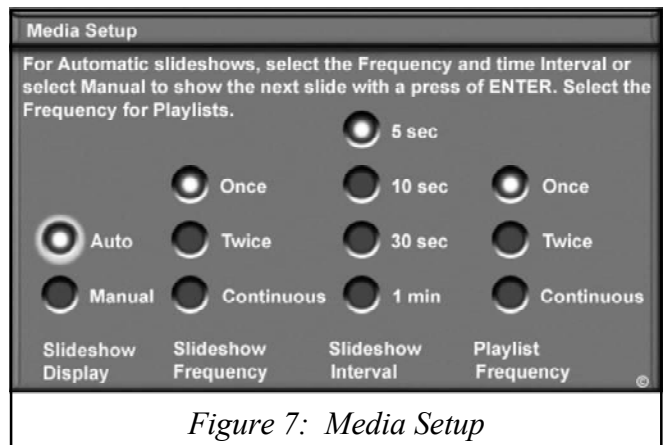 Media Setup
For Automatic slideshows, select the Frequency and time Interval or
select Manual to show the next slide with a press of ENTER. Select the
Frequency for Playlists.
5 sec
Once 10 sec Once
Auto Twice 30 sec Twice
Manual Continuous 1 min Continuous
Slideshow Slideshow Slideshow Playlist
Display Frequency Interval Frequency
©
Figure 7: Media Setup